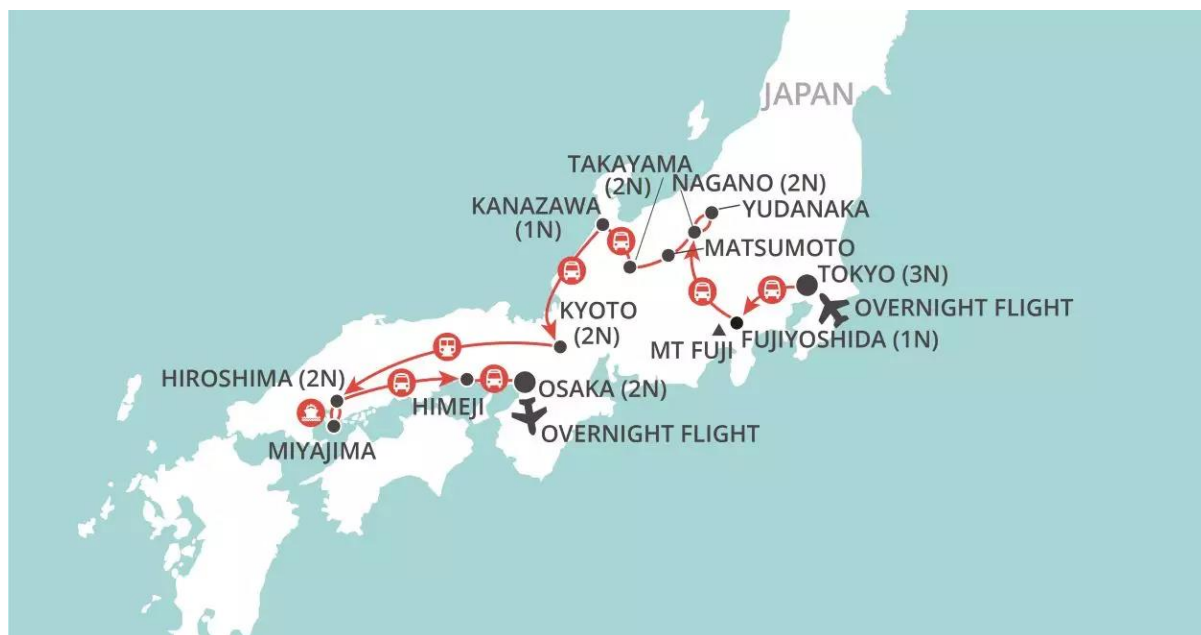 JAPAN
TAKAYAMA
(2N)
NAGANO (2N)
KANAZAWA
(1N)
YUDANAKA
MATSUMOTO
TOKYO (3N)
OVERNIGHT FLIGHT
KYOTO
(2N)
MT FUJI
FUJIYOSHIDA (1N)
HIROSHIMA (2N)
HIMEJI
OSAKA (2N)
OVERNIGHT FLIGHT
MIYAJIMA